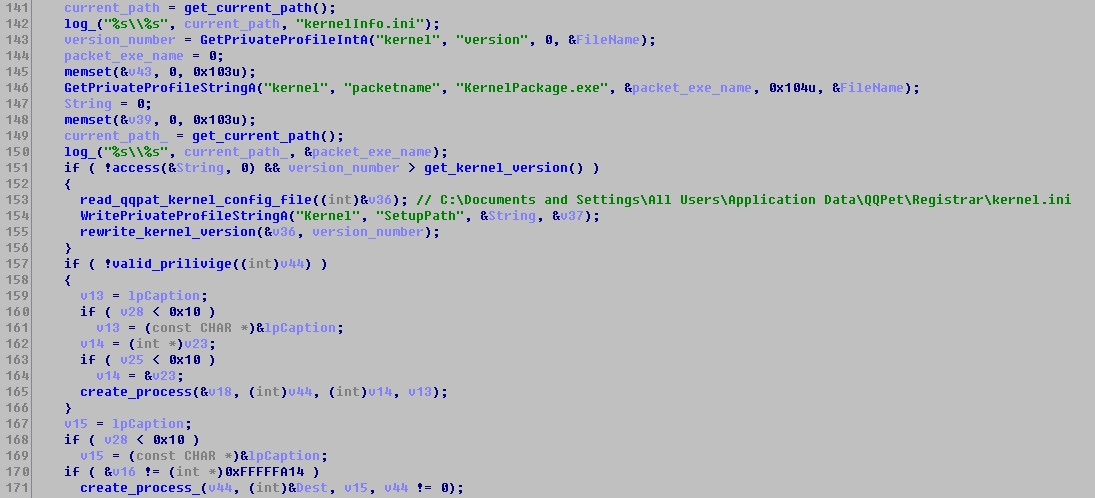 141 current_path = get_current_path();
142 log_("%s\\%s", current_path, "kernelInfo.ini");
143 version_number = GetPrivateProfileIntA("kernel", "version", 0, &FileName);
144 packet_exe_name = 0;
145 memset(&v43, 0, 0x103u);
146 GetPrivateProfileStringA("kernel", "packetname", "KernelPackage.exe", &packet_exe_name, 0x104u, &FileName);
147 String = 0;
148 memset(&v39, 0, 0x103u);
149 current_path_ = get_current_path();
150 log_("%s\\%s", current_path_, &packet_exe_name);
151 if ( !access(&String, 0) && version_number > get_kernel_version() )
152 {
153 read_qqpat_kernel_config_file((int)&v36); // C:\Documents and Settings\All Users\Application Data\QQPet\Registrar\kernel.ini
154 WritePrivateProfileStringA("Kernel", "SetupPath", &String, &v37);
155 rewrite_kernel_version(&v36, version_number);
156 }
157 if ( !valid_prilivige((int)v44) )
158 {
159 v13 = lpCaption;
160 if ( v28 < 0x10 )
161 v13 = (const CHAR *)&lpCaption;
162 v14 = (int *)v23;
163 if ( v25 < 0x10 )
164 v14 = &v23;
165 create_process(&v18, (int)v44, (int)v14, v13);
166 }
167 v15 = lpCaption;
168 if ( v28 < 0x10 )
169 v15 = (const CHAR *)&lpCaption;
170 if ( &v16 != (int *)0xFFFFFA14 )
171 create_process_(v44, (int)&Dest, v15, v44 != 0);